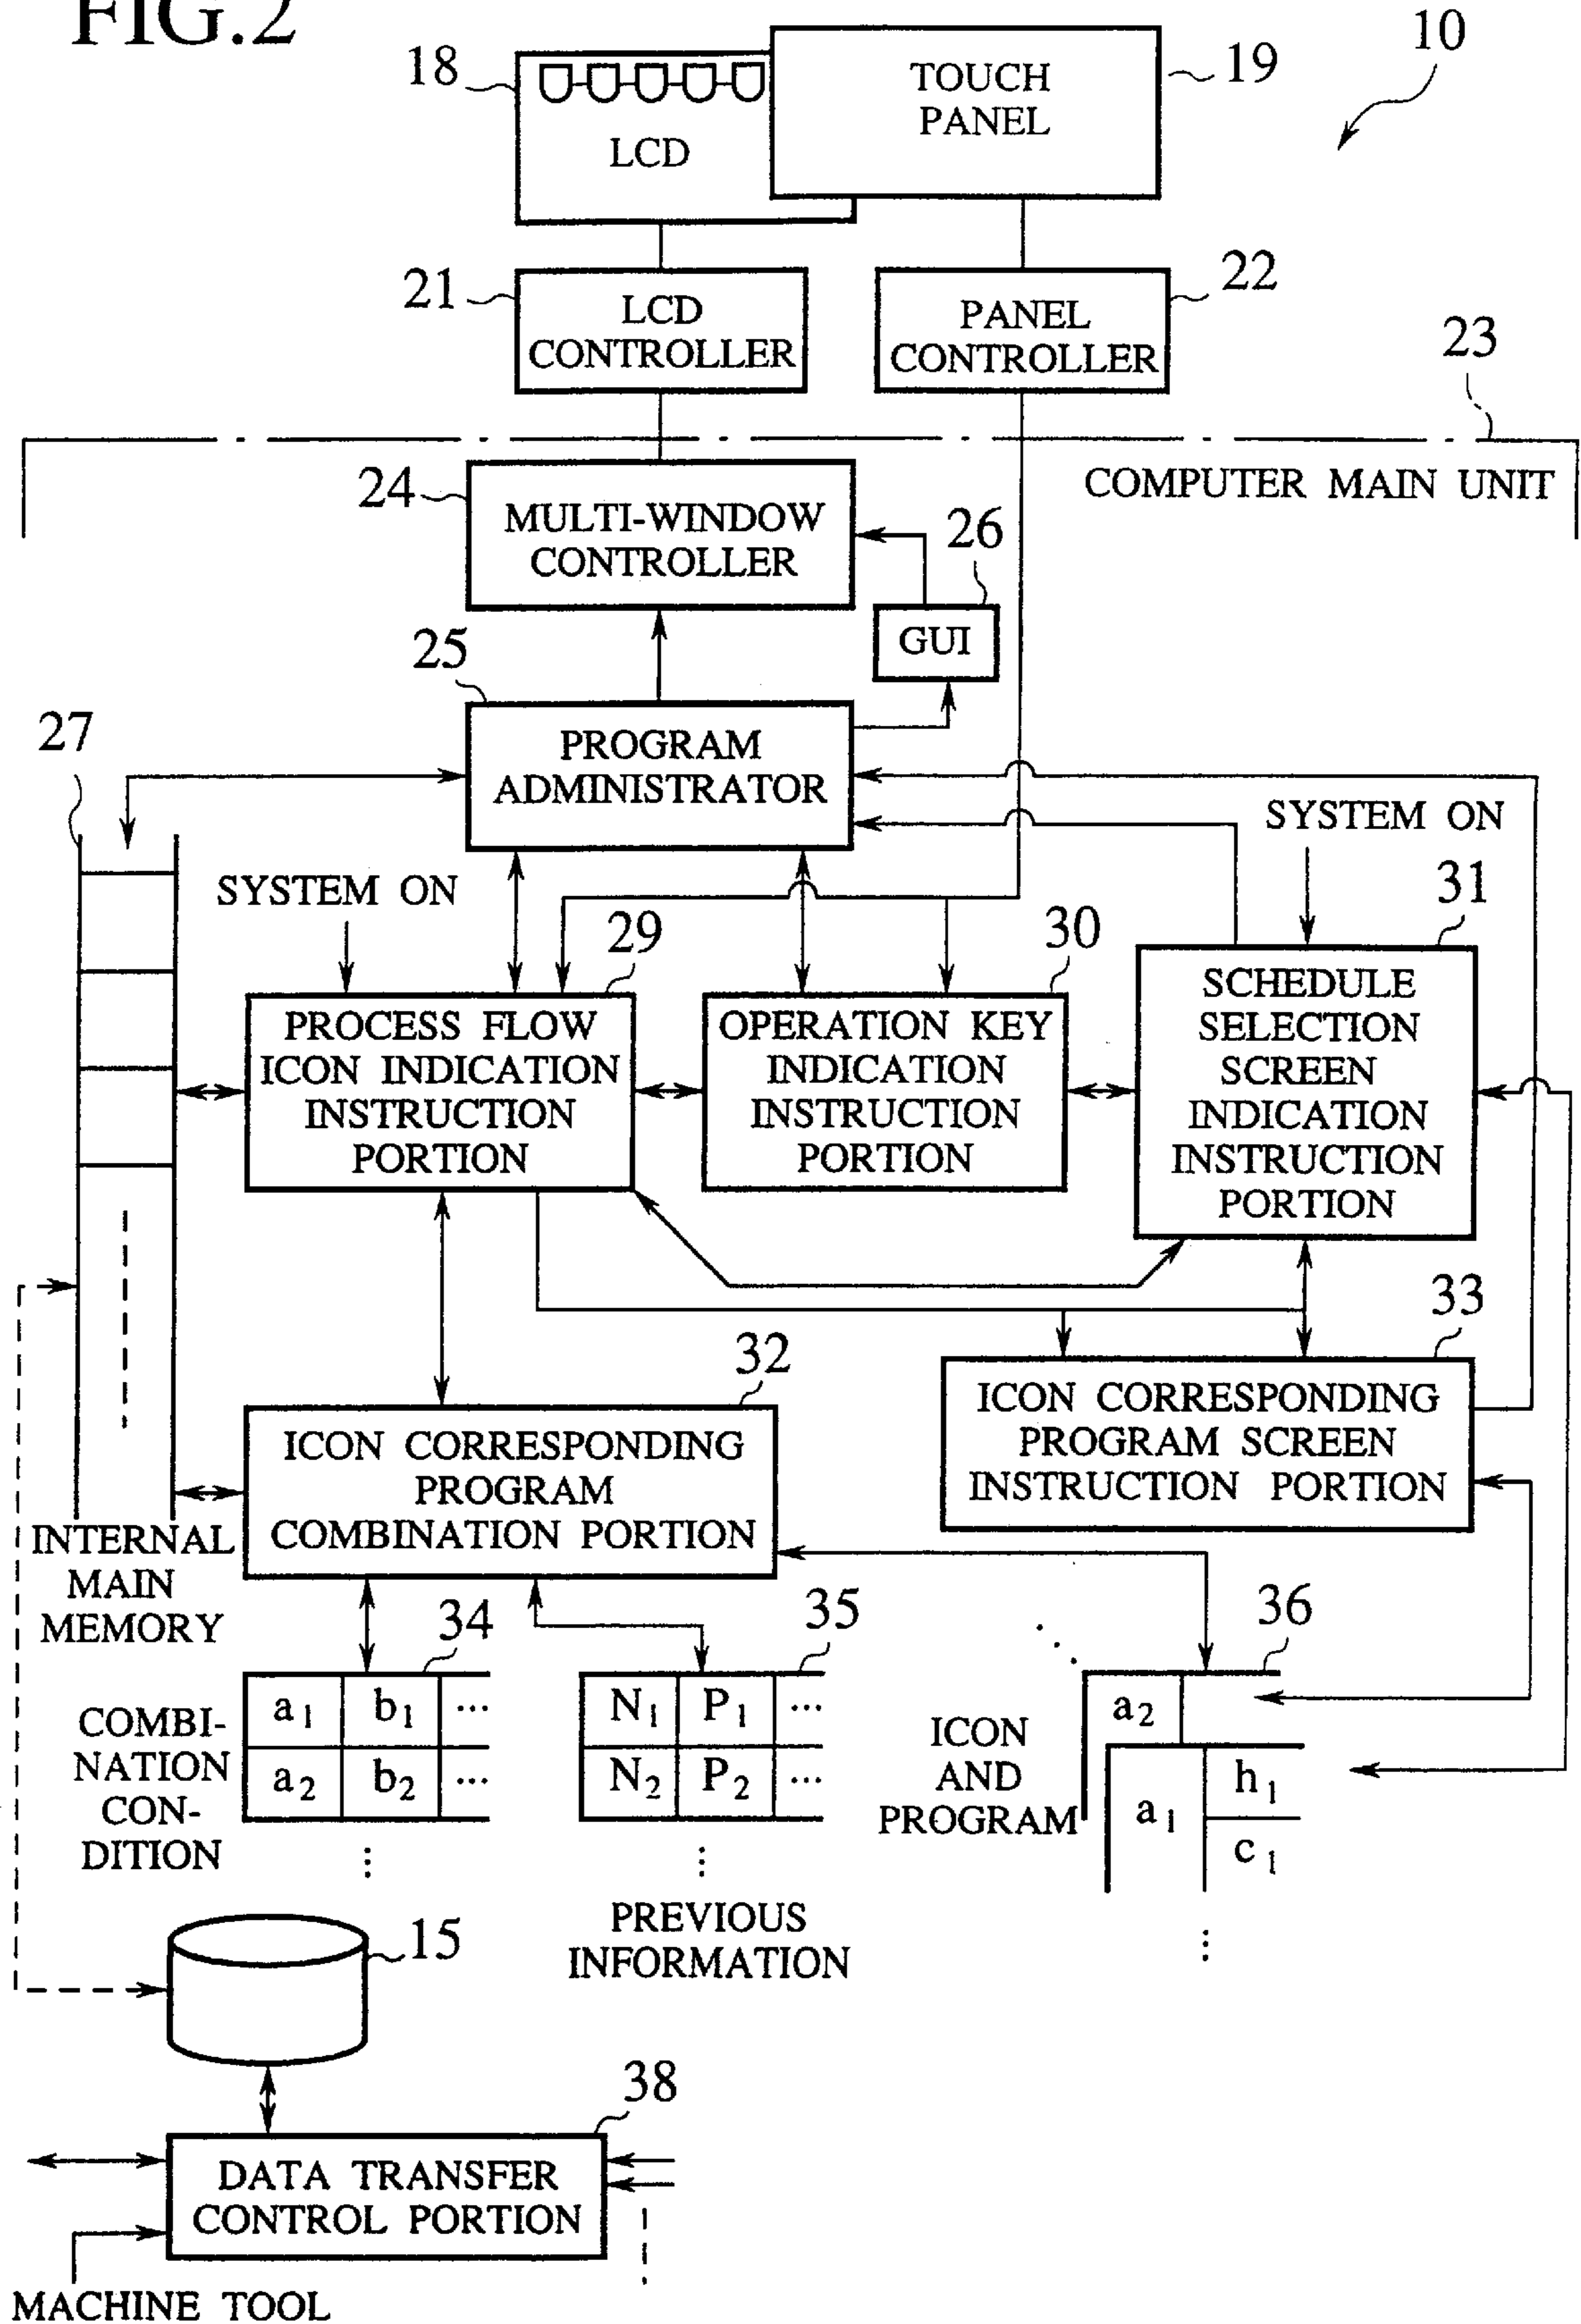 FIG.2
10
18
LCD
TOUCH
PANEL
19
21
LCD
CONTROLLER
PANEL
CONTROLLER
22
23
COMPUTER MAIN UNIT
24
MULTI-WINDOW
CONTROLLER
26
GUI
25
PROGRAM
ADMINISTRATOR
27
SYSTEM ON
SYSTEM ON
29
PROCESS FLOW
ICON INDICATION
INSTRUCTION
PORTION
30
OPERATION KEY
INDICATION
INSTRUCTION
PORTION
31
SCHEDULE
SELECTION
SCREEN
INDICATION
INSTRUCTION
PORTION
32
ICON CORRESPONDING
PROGRAM
COMBINATION PORTION
33
ICON CORRESPONDING
PROGRAM SCREEN
INSTRUCTION PORTION
INTERNAL
MAIN
MEMORY
34
a1 b1 ...
a2 b2 ...
COMBI-
NATION
CON-
DITION
35
N1 P1 ...
N2 P2 ...
PREVIOUS
INFORMATION
36
a2
a1 h1
c1
ICON
AND
PROGRAM
15
38
DATA TRANSFER
CONTROL PORTION
MACHINE TOOL